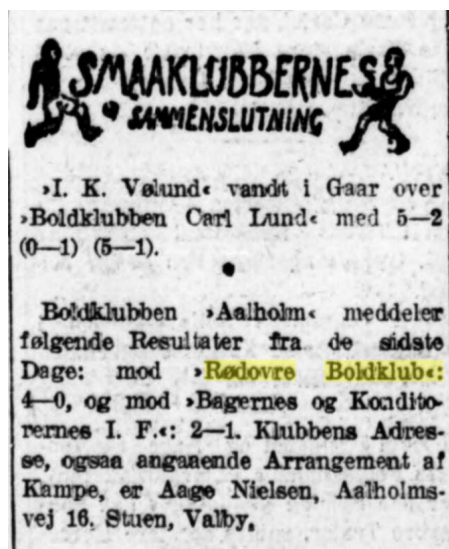 SMAAKLUBBERNES
SAMMENSLUTNING
»I. K. Vølund« vandt i Gaar over
»Boldklubben Carl Lund« med 5—2
(0—1) (5—1).
Boldklubben »Aalholm« meddeler
følgende Resultater fra de sidste
Dage: mod »Rødovre Boldklub«:
4—0, og mod »Bagernes og Kondito-
rernes I. F.«: 2—1. Klubbens Adres-
se, ogsaa angaaende Arrangement af
Kampe, er Aage Nielsen, Aalholms-
vej 16, Stuen, Valby.